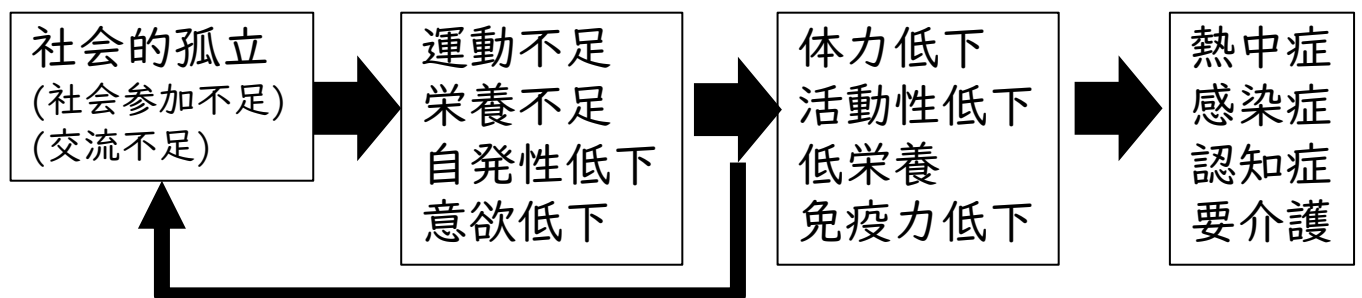 社会的孤立
(社会参加不足)
(交流不足)
運動不足
栄養不足
自発性低下
意欲低下
体力低下
活動性低下
低栄養
免疫力低下
熱中症
感染症
認知症
要介護